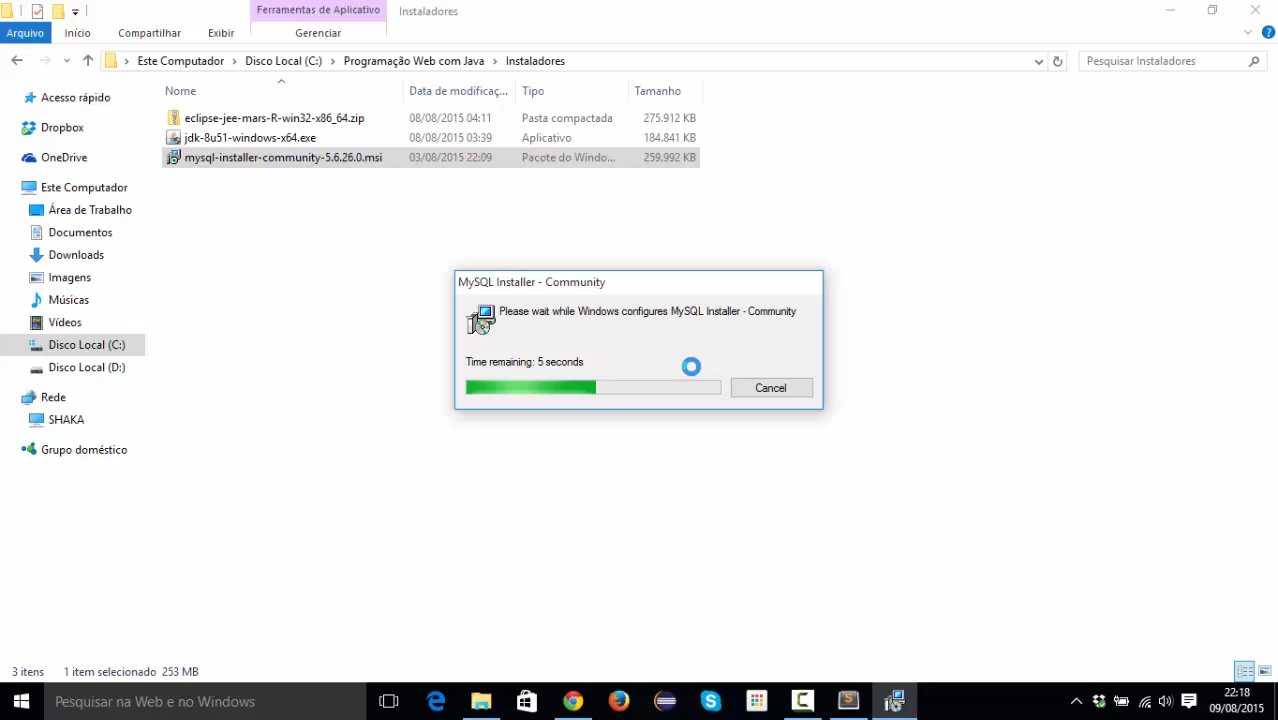 Ferramentas de Aplicativo
Instaladores
Arquivo
Início
Compartilhar
Exibir
Gerenciar
Este Computador
Disco Local (C:)
Programação Web com Java
Instaladores
Pesquisar Instaladores
Nome
Data de modificaç...
Tipo
Tamanho
eclipse-jee-mars-R-win32-x86_64.zip
08/08/2015 04:11
Pasta compactada
275.912 KB
jdk-8u51-windows-x64.exe
08/08/2015 03:39
Aplicativo
184.841 KB
mysql-installer-community-5.6.26.0.msi
03/08/2015 22:09
Pacote do Windo...
259.992 KB
Acesso rápido
Dropbox
OneDrive
Este Computador
Área de Trabalho
Documentos
Downloads
Imagens
Músicas
Vídeos
Disco Local (C:)
Disco Local (D:)
Rede
SHAKA
Grupo doméstico
MySQL Installer - Community
Please wait while Windows configures MySQL Installer - Community
Time remaining: 5 seconds
Cancel
3 itens
1 item selecionado 253 MB
Pesquisar na Web e no Windows
22:18
09/08/2015